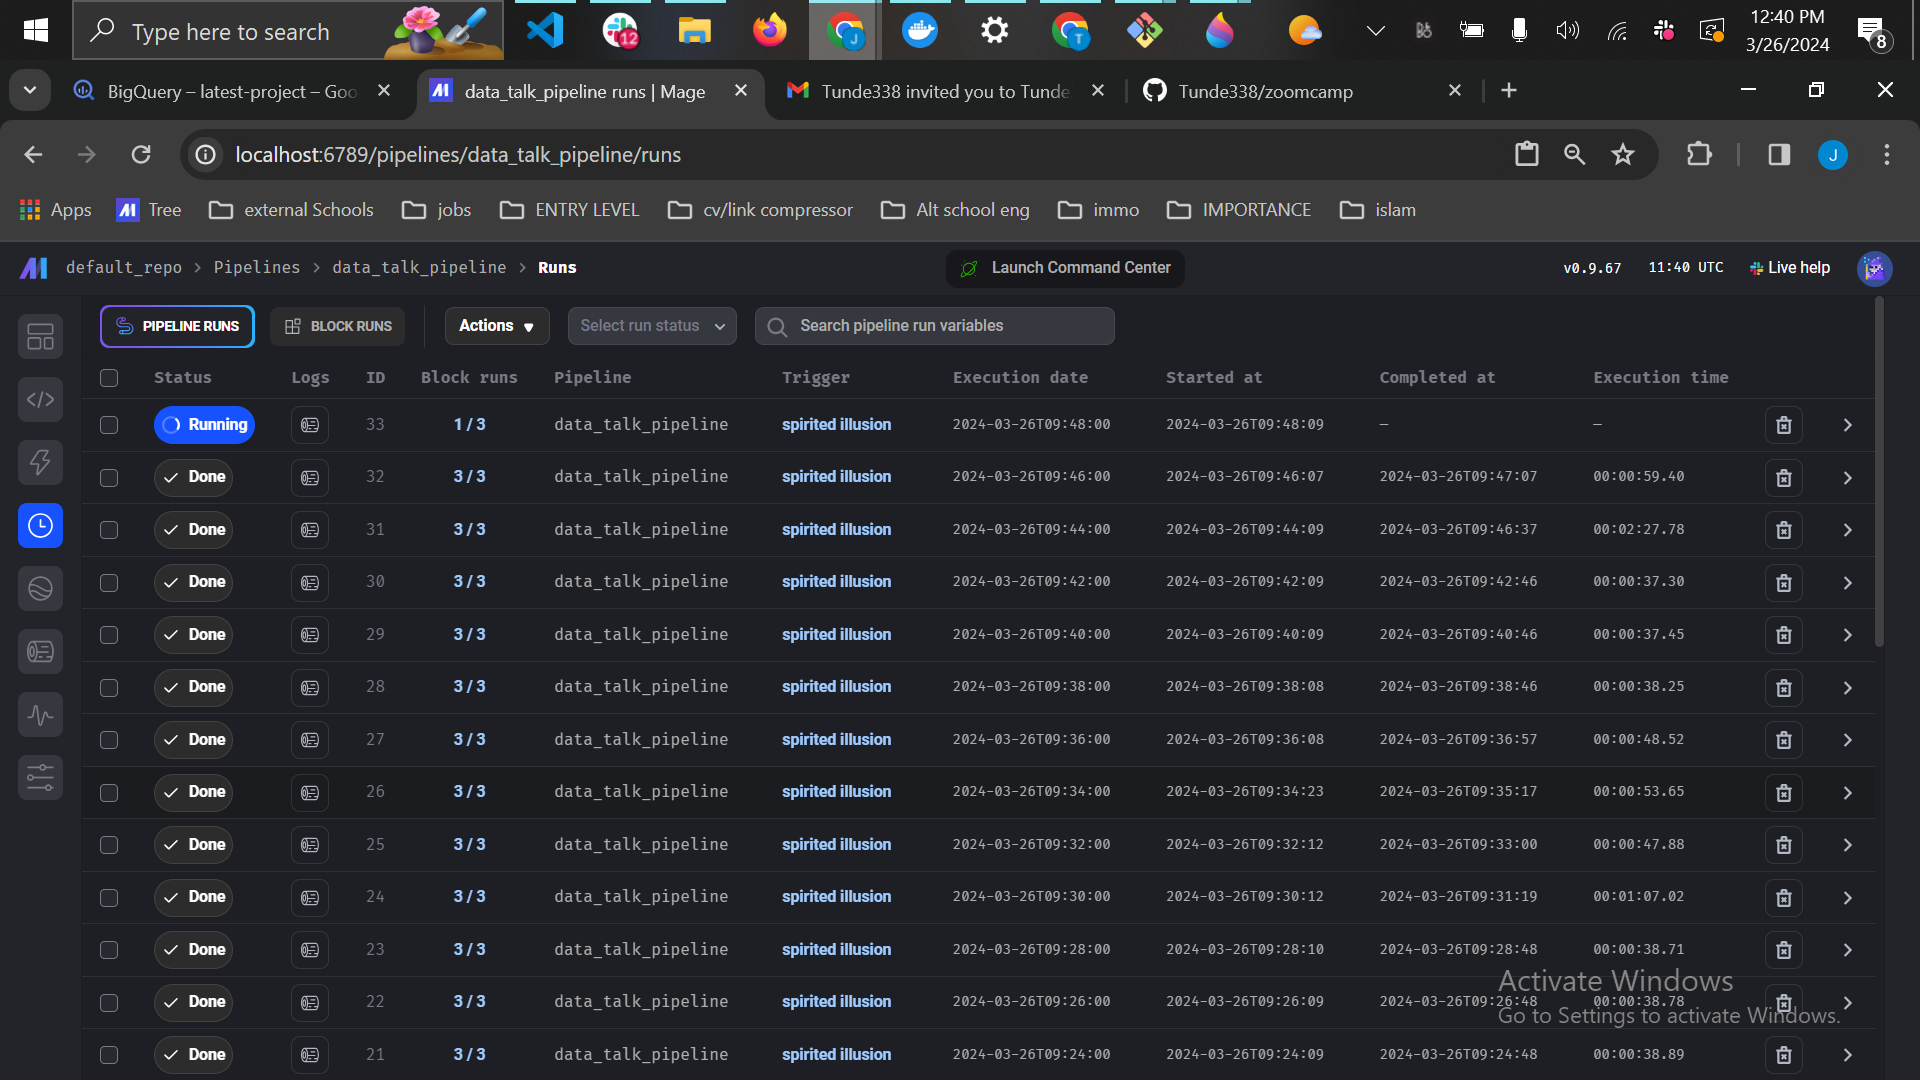 Type here to search
12
J
T
12:40 PM
3/26/2024
8
BigQuery – latest-project – Goo
data_talk_pipeline runs | Mage
Tunde338 invited you to Tunde
Tunde338/zoomcamp
localhost:6789/pipelines/data_talk_pipeline/runs
J
Apps
Tree
external Schools
jobs
ENTRY LEVEL
cv/link compressor
Alt school eng
immo
IMPORTANCE
islam
default_repo > Pipelines > data_talk_pipeline > Runs
Launch Command Center
v0.9.67
11:40 UTC
Live help
PIPELINE RUNS
BLOCK RUNS
Actions
Select run status
Search pipeline run variables
Status Logs ID Block runs Pipeline Trigger Execution date Started at Completed at Execution time
Running 33 1 / 3 data_talk_pipeline spirited illusion 2024-03-26T09:48:00 2024-03-26T09:48:09 — —
Done 32 3 / 3 data_talk_pipeline spirited illusion 2024-03-26T09:46:00 2024-03-26T09:46:07 2024-03-26T09:47:07 00:00:59.40
Done 31 3 / 3 data_talk_pipeline spirited illusion 2024-03-26T09:44:00 2024-03-26T09:44:09 2024-03-26T09:46:37 00:02:27.78
Done 30 3 / 3 data_talk_pipeline spirited illusion 2024-03-26T09:42:00 2024-03-26T09:42:09 2024-03-26T09:42:46 00:00:37.30
Done 29 3 / 3 data_talk_pipeline spirited illusion 2024-03-26T09:40:00 2024-03-26T09:40:09 2024-03-26T09:40:46 00:00:37.45
Done 28 3 / 3 data_talk_pipeline spirited illusion 2024-03-26T09:38:00 2024-03-26T09:38:08 2024-03-26T09:38:46 00:00:38.25
Done 27 3 / 3 data_talk_pipeline spirited illusion 2024-03-26T09:36:00 2024-03-26T09:36:08 2024-03-26T09:36:57 00:00:48.52
Done 26 3 / 3 data_talk_pipeline spirited illusion 2024-03-26T09:34:00 2024-03-26T09:34:23 2024-03-26T09:35:17 00:00:53.65
Done 25 3 / 3 data_talk_pipeline spirited illusion 2024-03-26T09:32:00 2024-03-26T09:32:12 2024-03-26T09:33:00 00:00:47.88
Done 24 3 / 3 data_talk_pipeline spirited illusion 2024-03-26T09:30:00 2024-03-26T09:30:12 2024-03-26T09:31:19 00:01:07.02
Done 23 3 / 3 data_talk_pipeline spirited illusion 2024-03-26T09:28:00 2024-03-26T09:28:10 2024-03-26T09:28:48 00:00:38.71
Done 22 3 / 3 data_talk_pipeline spirited illusion 2024-03-26T09:26:00 2024-03-26T09:26:09 2024-03-26T09:26:48 00:00:38.78
Done 21 3 / 3 data_talk_pipeline spirited illusion 2024-03-26T09:24:00 2024-03-26T09:24:09 2024-03-26T09:24:48 00:00:38.89
Activate Windows
Go to Settings to activate Windows.